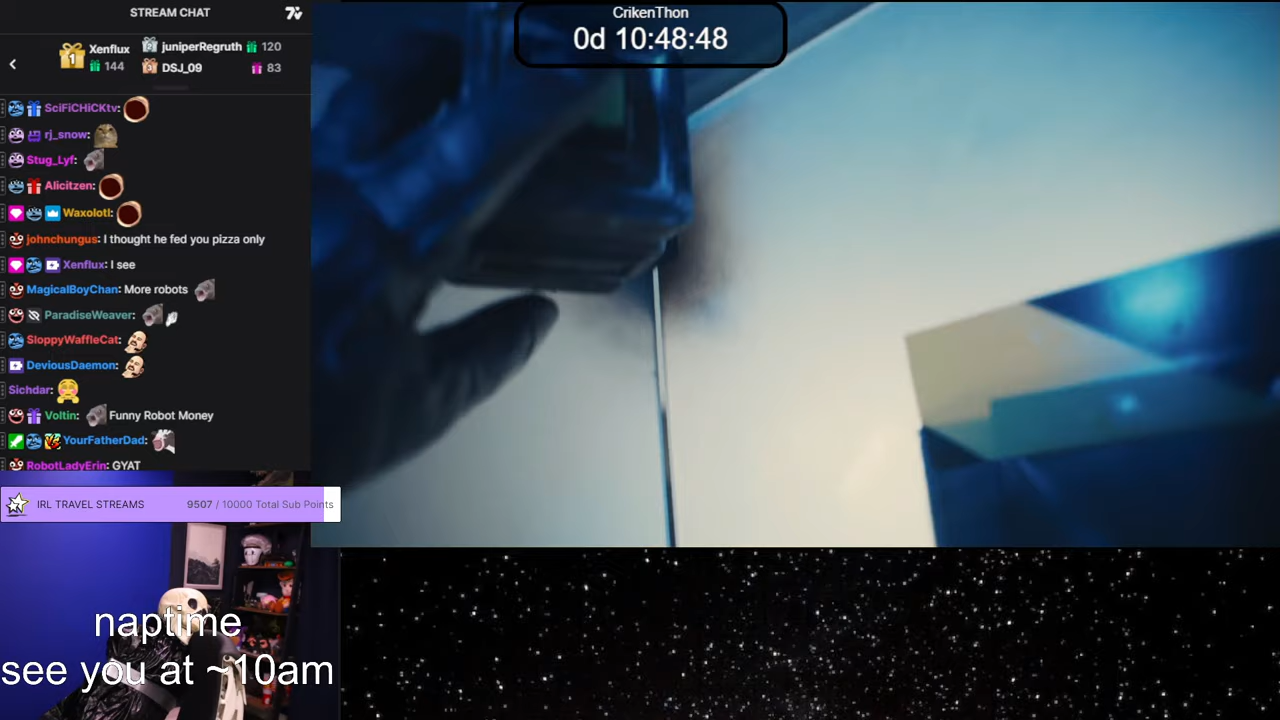 STREAM CHAT
Xenflux
144
juniperRegruth 120
DSJ_09 83
CrikenThon
0d 10:48:48
SciFiCHiCKtv:
rj_snow:
Stug_Lyf:
Alicitzen:
Waxolotl:
johnchungus: I thought he fed you pizza only
Xenflux: I see
MagicalBoyChan: More robots
ParadiseWeaver:
SloppyWaffleCat:
DeviousDaemon:
Sichdar:
Voltin: Funny Robot Money
YourFatherDad:
RobotLadyErin: GYAT
IRL TRAVEL STREAMS 9507 / 10000 Total Sub Points
naptime
see you at ~10am